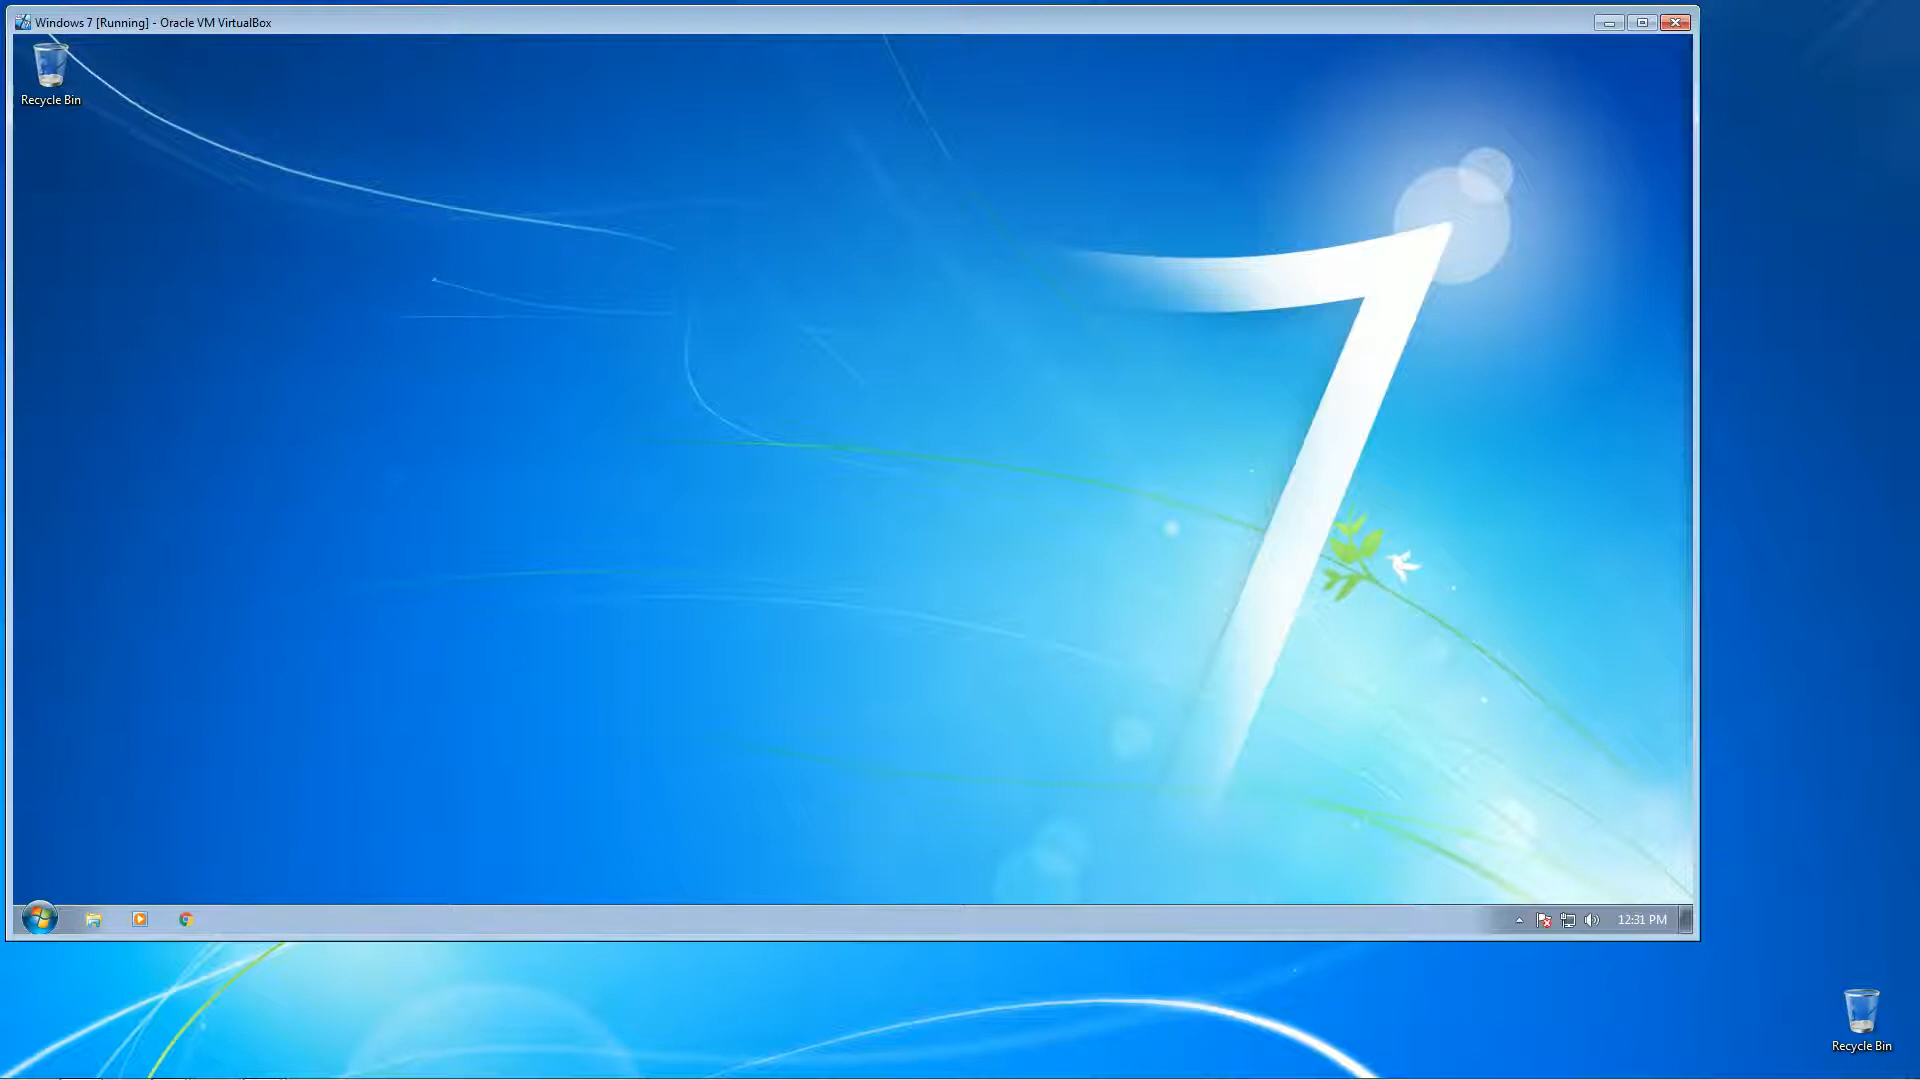 Windows 7 [Running] - Oracle VM VirtualBox
Recycle Bin
12:31 PM
Recycle Bin